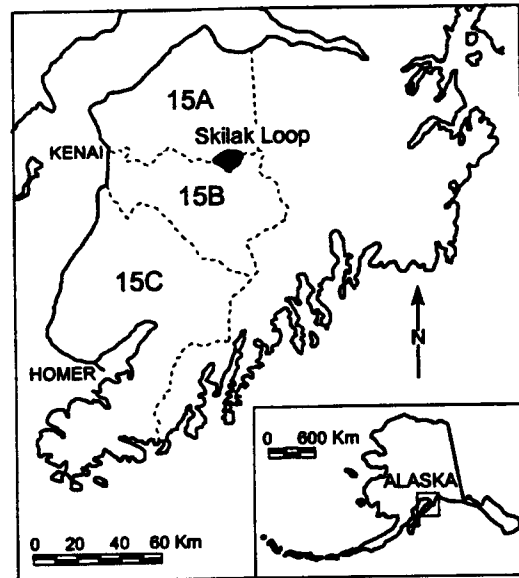 15A
Skilak Loop
KENAI
15B
15C
N
HOMER
0 600 Km
ALASKA
0 20 40 60 Km